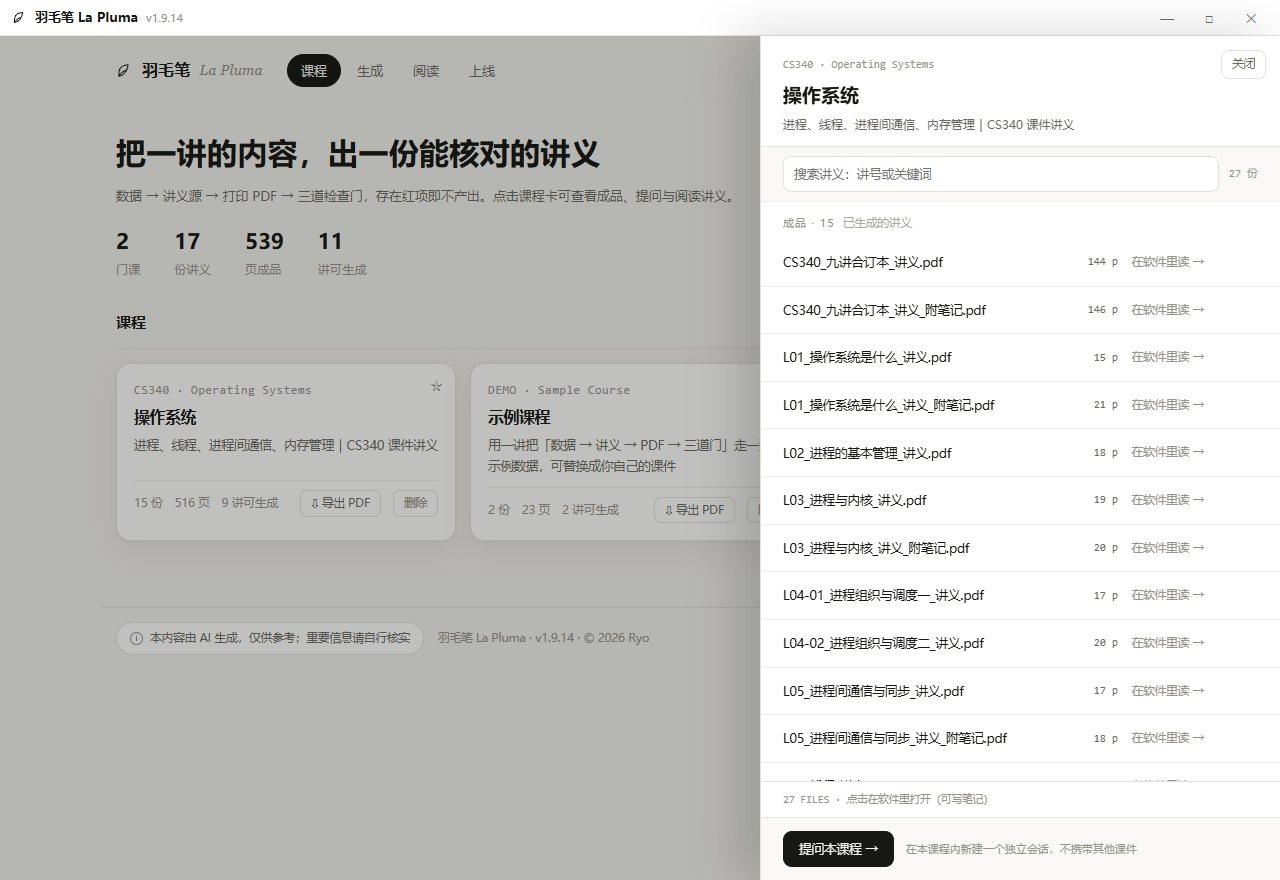 羽毛笔 La Pluma v1.9.14
羽毛笔 La Pluma 课程 生成 阅读 上线
把一讲的内容，出一份能核对的讲义
数据 → 讲义源 → 打印 PDF → 三道检查门，存在红项即不产出。点击课程卡可查看成品、提问与阅读讲义。
2 17 539 11
门课 份讲义 页成品 讲可生成
课程
CS340 · Operating Systems
操作系统
进程、线程、进程间通信、内存管理 | CS340 课件讲义
15 份 516 页 9 讲可生成 导出 PDF 删除
DEMO · Sample Course
示例课程
用一讲把「数据 → 讲义 → PDF → 三道门」走一
示例数据，可替换成你自己的课件
2 份 23 页 2 讲可生成 导出 PDF
本内容由 AI 生成，仅供参考；重要信息请自行核实
羽毛笔 La Pluma · v1.9.14 · © 2026 Ryo
CS340 · Operating Systems
关闭
操作系统
进程、线程、进程间通信、内存管理 | CS340 课件讲义
搜索讲义：讲号或关键词 27 份
成品 · 15 已生成的讲义
CS340_九讲合订本_讲义.pdf 144 p 在软件里读 →
CS340_九讲合订本_讲义_附笔记.pdf 146 p 在软件里读 →
L01_操作系统是什么_讲义.pdf 15 p 在软件里读 →
L01_操作系统是什么_讲义_附笔记.pdf 21 p 在软件里读 →
L02_进程的基本管理_讲义.pdf 18 p 在软件里读 →
L03_进程与内核_讲义.pdf 19 p 在软件里读 →
L03_进程与内核_讲义_附笔记.pdf 20 p 在软件里读 →
L04-01_进程组织与调度一_讲义.pdf 17 p 在软件里读 →
L04-02_进程组织与调度二_讲义.pdf 20 p 在软件里读 →
L05_进程间通信与同步_讲义.pdf 17 p 在软件里读 →
L05_进程间通信与同步_讲义_附笔记.pdf 18 p 在软件里读 →
27 FILES · 点击在软件里打开（可写笔记）
提问本课程 → 在本课程内新建一个独立会话，不携带其他课件